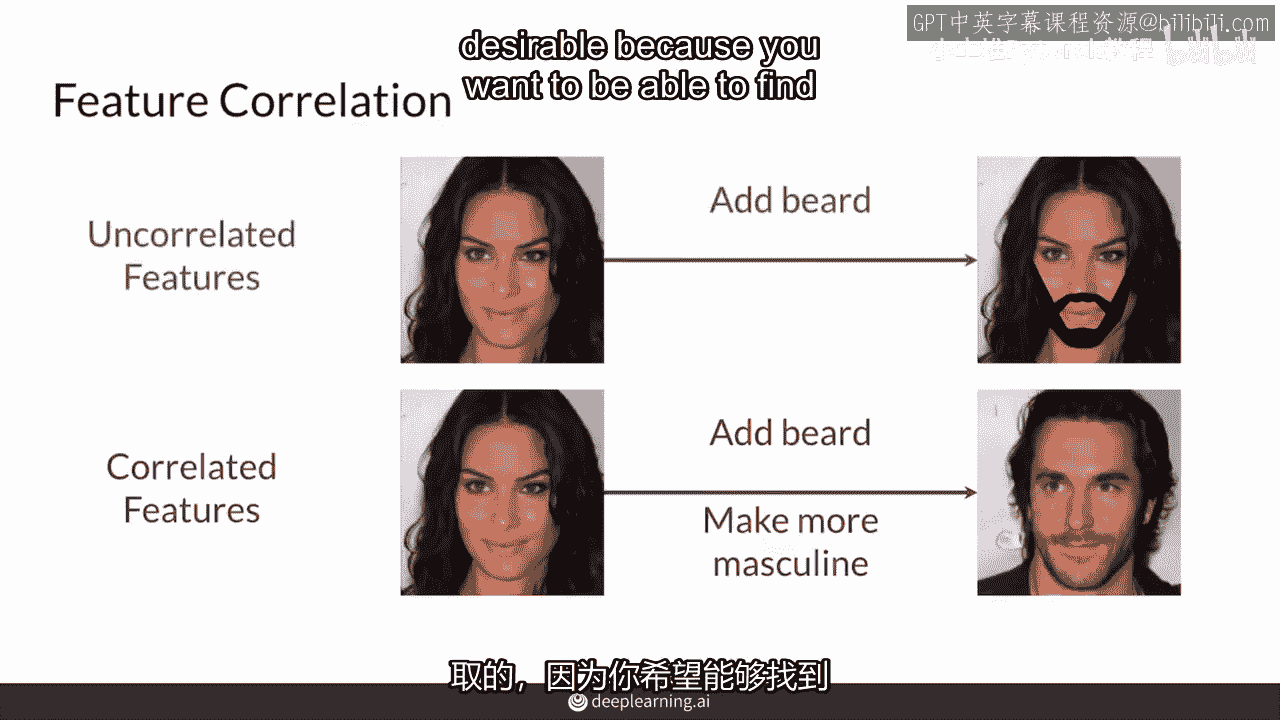 GPT中英字幕课程资源@bilibili.com
bilibili
desirable because you
want to be able to find
Feature Correlation
Uncorrelated
Features
Add beard
Correlated
Features
Add beard
Make more
masculine
取的，因为你希望能够找到
deeplearning.ai